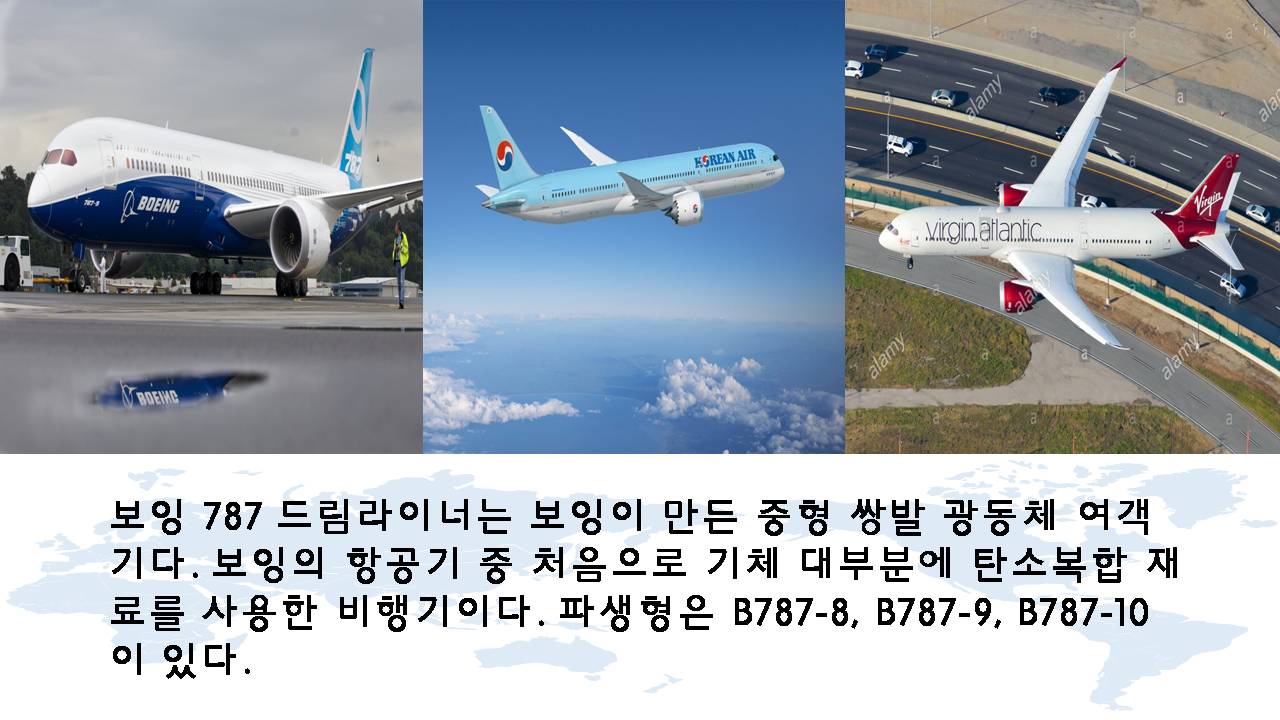 787
787-9
BOEING
BOEING
KOREAN AIR
virgin atlantic
Virgin
alamy
alamy
alamy
alamy
alamy
보잉 787 드림라이너는 보잉이 만든 중형 쌍발 광동체 여객
기다. 보잉의 항공기 중 처음으로 기체 대부분에 탄소복합 재
료를 사용한 비행기이다. 파생형은 B787-8, B787-9, B787-10
이 있다.